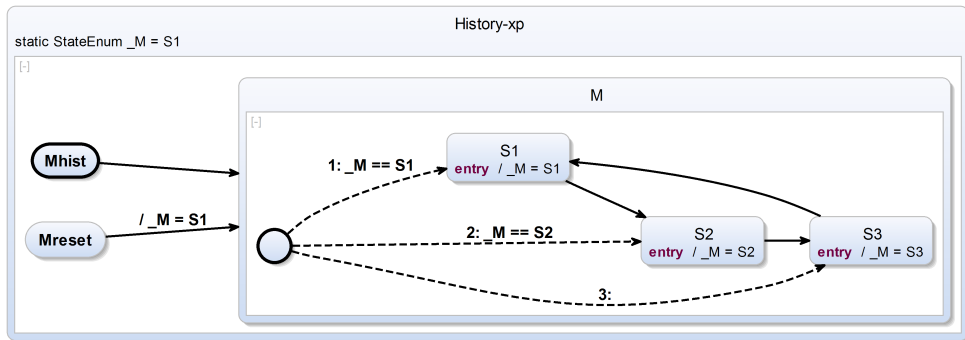 History-xp
static StateEnum _M = S1
[-]
M
[-]
Mhist
Mreset
/ _M = S1
1: _M == S1
2: _M == S2
3:
S1
entry / _M = S1
S2
entry / _M = S2
S3
entry / _M = S3